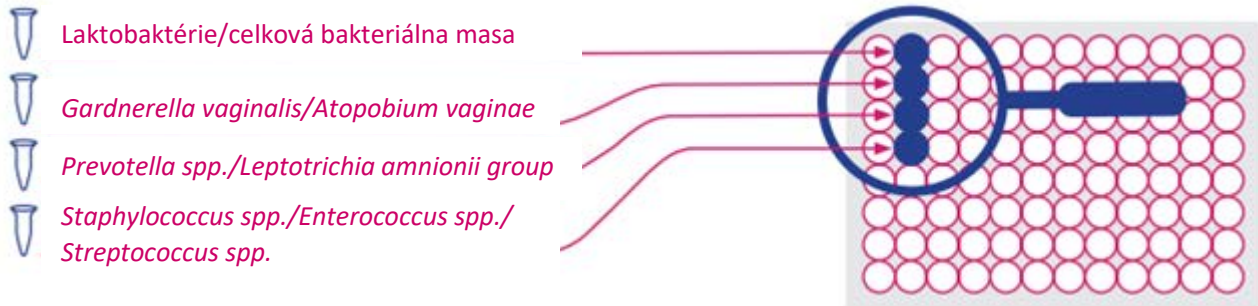 Laktobaktérie/celková bakteriálna masa
Gardnerella vaginalis/Atopobium vaginae
Prevotella spp./Leptotrichia amnionii group
Staphylococcus spp./Enterococcus spp./
Streptococcus spp.